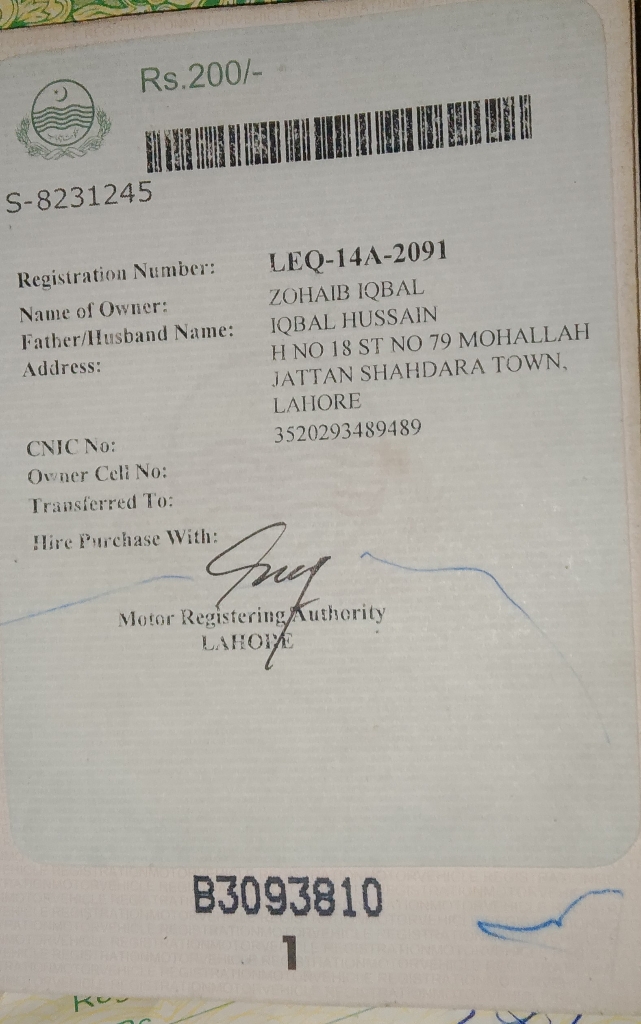 Rs.200/-
S-8231245
Registration Number: LEQ-14A-2091
Name of Owner: ZOHAIB IQBAL
Father/Husband Name: IQBAL HUSSAIN
Address: H NO 18 ST NO 79 MOHALLAH
JATTAN SHAHDARA TOWN,
LAHORE
CNIC No: 3520293489489
Owner Cell No:
Transferred To:
Hire Purchase With:
Motor Registering Authority
LAHORE
B3093810
1